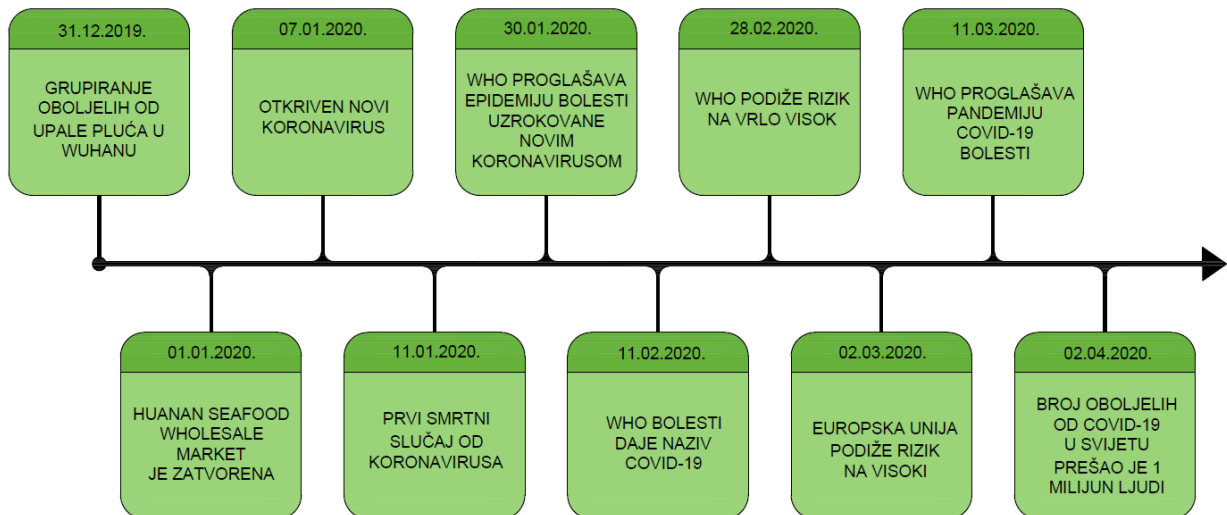 31.12.2019.
GRUPIRANJE
OBOLJELIH OD
UPALE PLUĆA U
WUHANU
07.01.2020.
OTKRIVEN NOVI
KORONAVIRUS
30.01.2020.
WHO PROGLAŠAVA
EPIDEMIJU BOLESTI
UZROKOVANE
NOVIM
KORONAVIRUSOM
28.02.2020.
WHO PODIŽE RIZIK
NA VRLO VISOK
11.03.2020.
WHO PROGLAŠAVA
PANDEMIJU
COVID-19
BOLESTI
01.01.2020.
HUANAN SEAFOOD
WHOLESALE
MARKET
JE ZATVORENA
11.01.2020.
PRVI SMRTNI
SLUČAJ OD
KORONAVIRUSA
11.02.2020.
WHO BOLESTI
DAJE NAZIV
COVID-19
02.03.2020.
EUROPSKA UNIJA
PODIŽE RIZIK
NA VISOKI
02.04.2020.
BROJ OBOLJELIH
OD COVID-19
U SVIJETU
PREŠAO JE 1
MILIJUN LJUDI